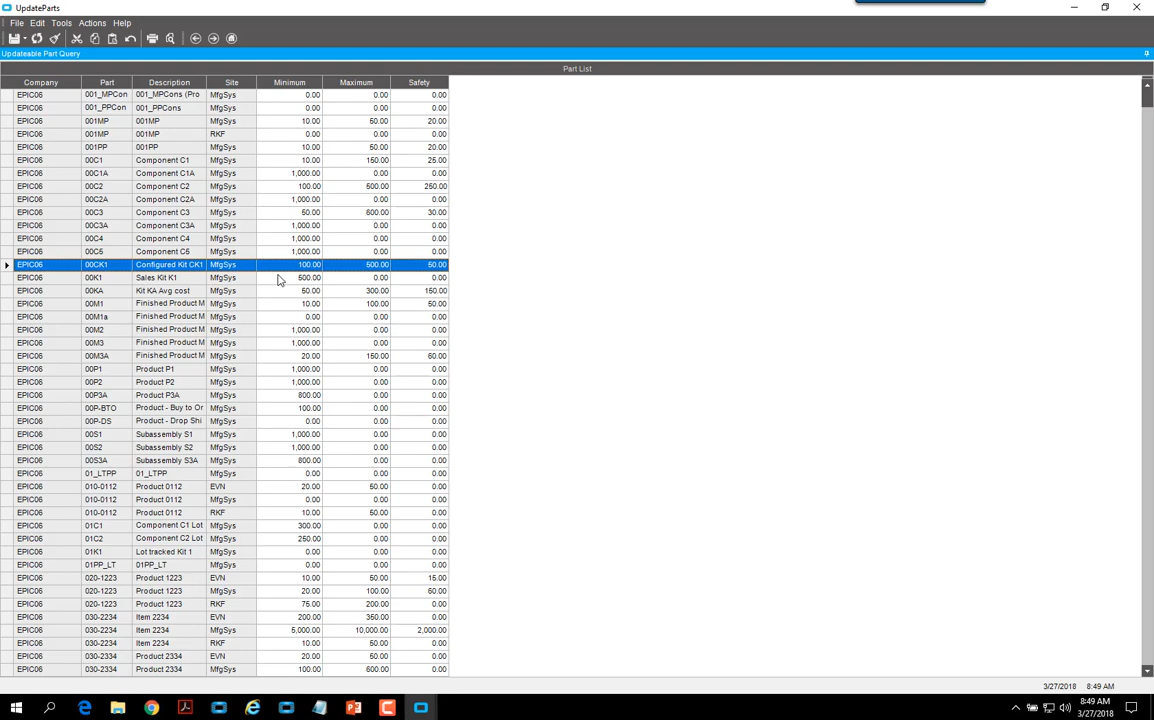 UpdateParts
File Edit Tools Actions Help
Updateable Part Query
Part List
Company Part Description Site Minimum Maximum Safety
EPIC06 001_MPCon 001_MPCons (Pro MfgSys 0.00 0.00 0.00
EPIC06 001_PPCon 001_PPCons MfgSys 0.00 0.00 0.00
EPIC06 001MP 001MP MfgSys 10.00 50.00 20.00
EPIC06 001MP 001MP RKF 0.00 0.00 0.00
EPIC06 001PP 001PP MfgSys 10.00 50.00 20.00
EPIC06 00C1 Component C1 MfgSys 10.00 150.00 25.00
EPIC06 00C1A Component C1A MfgSys 1,000.00 0.00 0.00
EPIC06 00C2 Component C2 MfgSys 100.00 500.00 250.00
EPIC06 00C2A Component C2A MfgSys 1,000.00 0.00 0.00
EPIC06 00C3 Component C3 MfgSys 50.00 600.00 30.00
EPIC06 00C3A Component C3A MfgSys 1,000.00 0.00 0.00
EPIC06 00C4 Component C4 MfgSys 1,000.00 0.00 0.00
EPIC06 00C5 Component C5 MfgSys 1,000.00 0.00 0.00
EPIC06 00CK1 Configured Kit CK1 MfgSys 100.00 500.00 50.00
EPIC06 00K1 Sales Kit K1 MfgSys 500.00 0.00 0.00
EPIC06 00KA Kit KA Avg cost MfgSys 50.00 300.00 150.00
EPIC06 00M1 Finished Product M MfgSys 10.00 100.00 50.00
EPIC06 00M1a Finished Product M MfgSys 0.00 0.00 0.00
EPIC06 00M2 Finished Product M MfgSys 1,000.00 0.00 0.00
EPIC06 00M3 Finished Product M MfgSys 1,000.00 0.00 0.00
EPIC06 00M3A Finished Product M MfgSys 20.00 150.00 60.00
EPIC06 00P1 Product P1 MfgSys 1,000.00 0.00 0.00
EPIC06 00P2 Product P2 MfgSys 1,000.00 0.00 0.00
EPIC06 00P3A Product P3A MfgSys 800.00 0.00 0.00
EPIC06 00P-BTO Product - Buy to Or MfgSys 100.00 0.00 0.00
EPIC06 00P-DS Product - Drop Shi MfgSys 0.00 0.00 0.00
EPIC06 00S1 Subassembly S1 MfgSys 1,000.00 0.00 0.00
EPIC06 00S2 Subassembly S2 MfgSys 1,000.00 0.00 0.00
EPIC06 00S3A Subassembly S3A MfgSys 800.00 0.00 0.00
EPIC06 01_LTPP 01_LTPP MfgSys 0.00 0.00 0.00
EPIC06 010-0112 Product 0112 EVN 20.00 50.00 0.00
EPIC06 010-0112 Product 0112 MfgSys 0.00 0.00 0.00
EPIC06 010-0112 Product 0112 RKF 10.00 50.00 0.00
EPIC06 01C1 Component C1 Lot MfgSys 300.00 0.00 0.00
EPIC06 01C2 Component C2 Lot MfgSys 250.00 0.00 0.00
EPIC06 01K1 Lot tracked Kit 1 MfgSys 0.00 0.00 0.00
EPIC06 01PP_LT 01PP_LT MfgSys 0.00 0.00 0.00
EPIC06 020-1223 Product 1223 EVN 10.00 50.00 15.00
EPIC06 020-1223 Product 1223 MfgSys 20.00 100.00 60.00
EPIC06 020-1223 Product 1223 RKF 75.00 200.00 0.00
EPIC06 030-2234 Item 2234 EVN 200.00 350.00 0.00
EPIC06 030-2234 Item 2234 MfgSys 5,000.00 10,000.00 2,000.00
EPIC06 030-2234 Item 2234 RKF 10.00 50.00 0.00
EPIC06 030-2334 Product 2334 EVN 20.00 50.00 0.00
EPIC06 030-2334 Product 2334 MfgSys 100.00 600.00 0.00
3/27/2018 8:49 AM
8:49 AM
3/27/2018